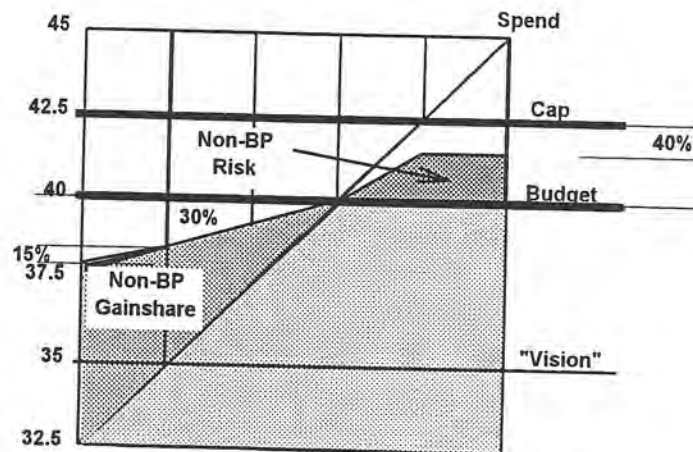 Spend
45
42.5
Cap
Non-BP
Risk
40%
40
Budget
30%
15%
37.5
Non-BP
Gainshare
35
"Vision"
32.5